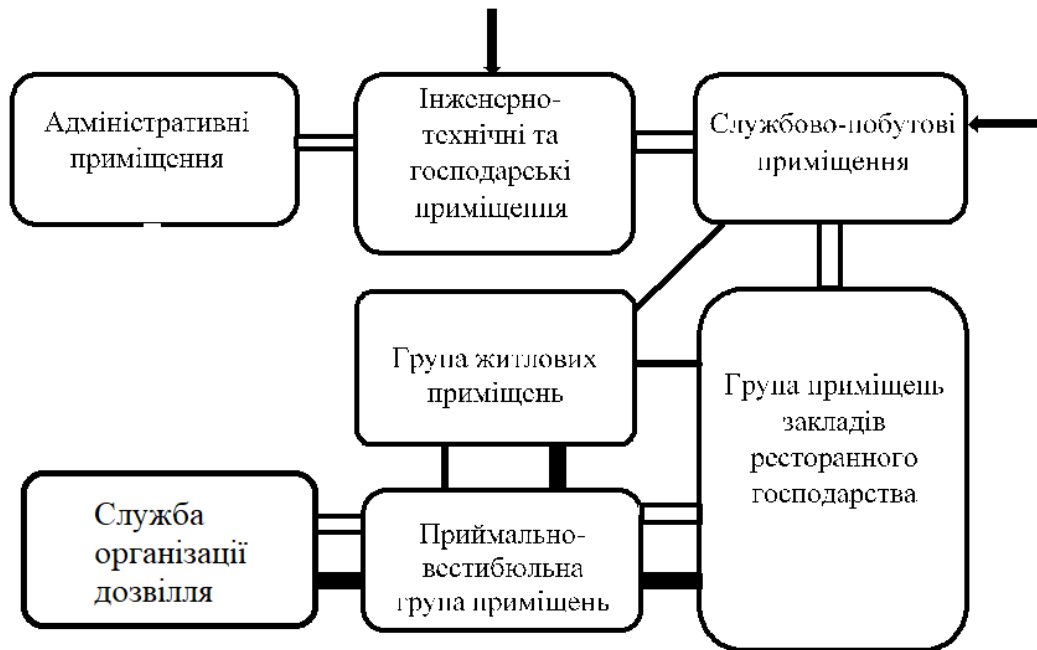 Адміністративні
приміщення
Інженерно-
технічні та
господарські
приміщення
Службово-побутові
приміщення
Група житлових
приміщень
Група приміщень
закладів
ресторанного
господарства
Служба
організації
дозвілля
Приймально-
вестибюльна
група приміщень